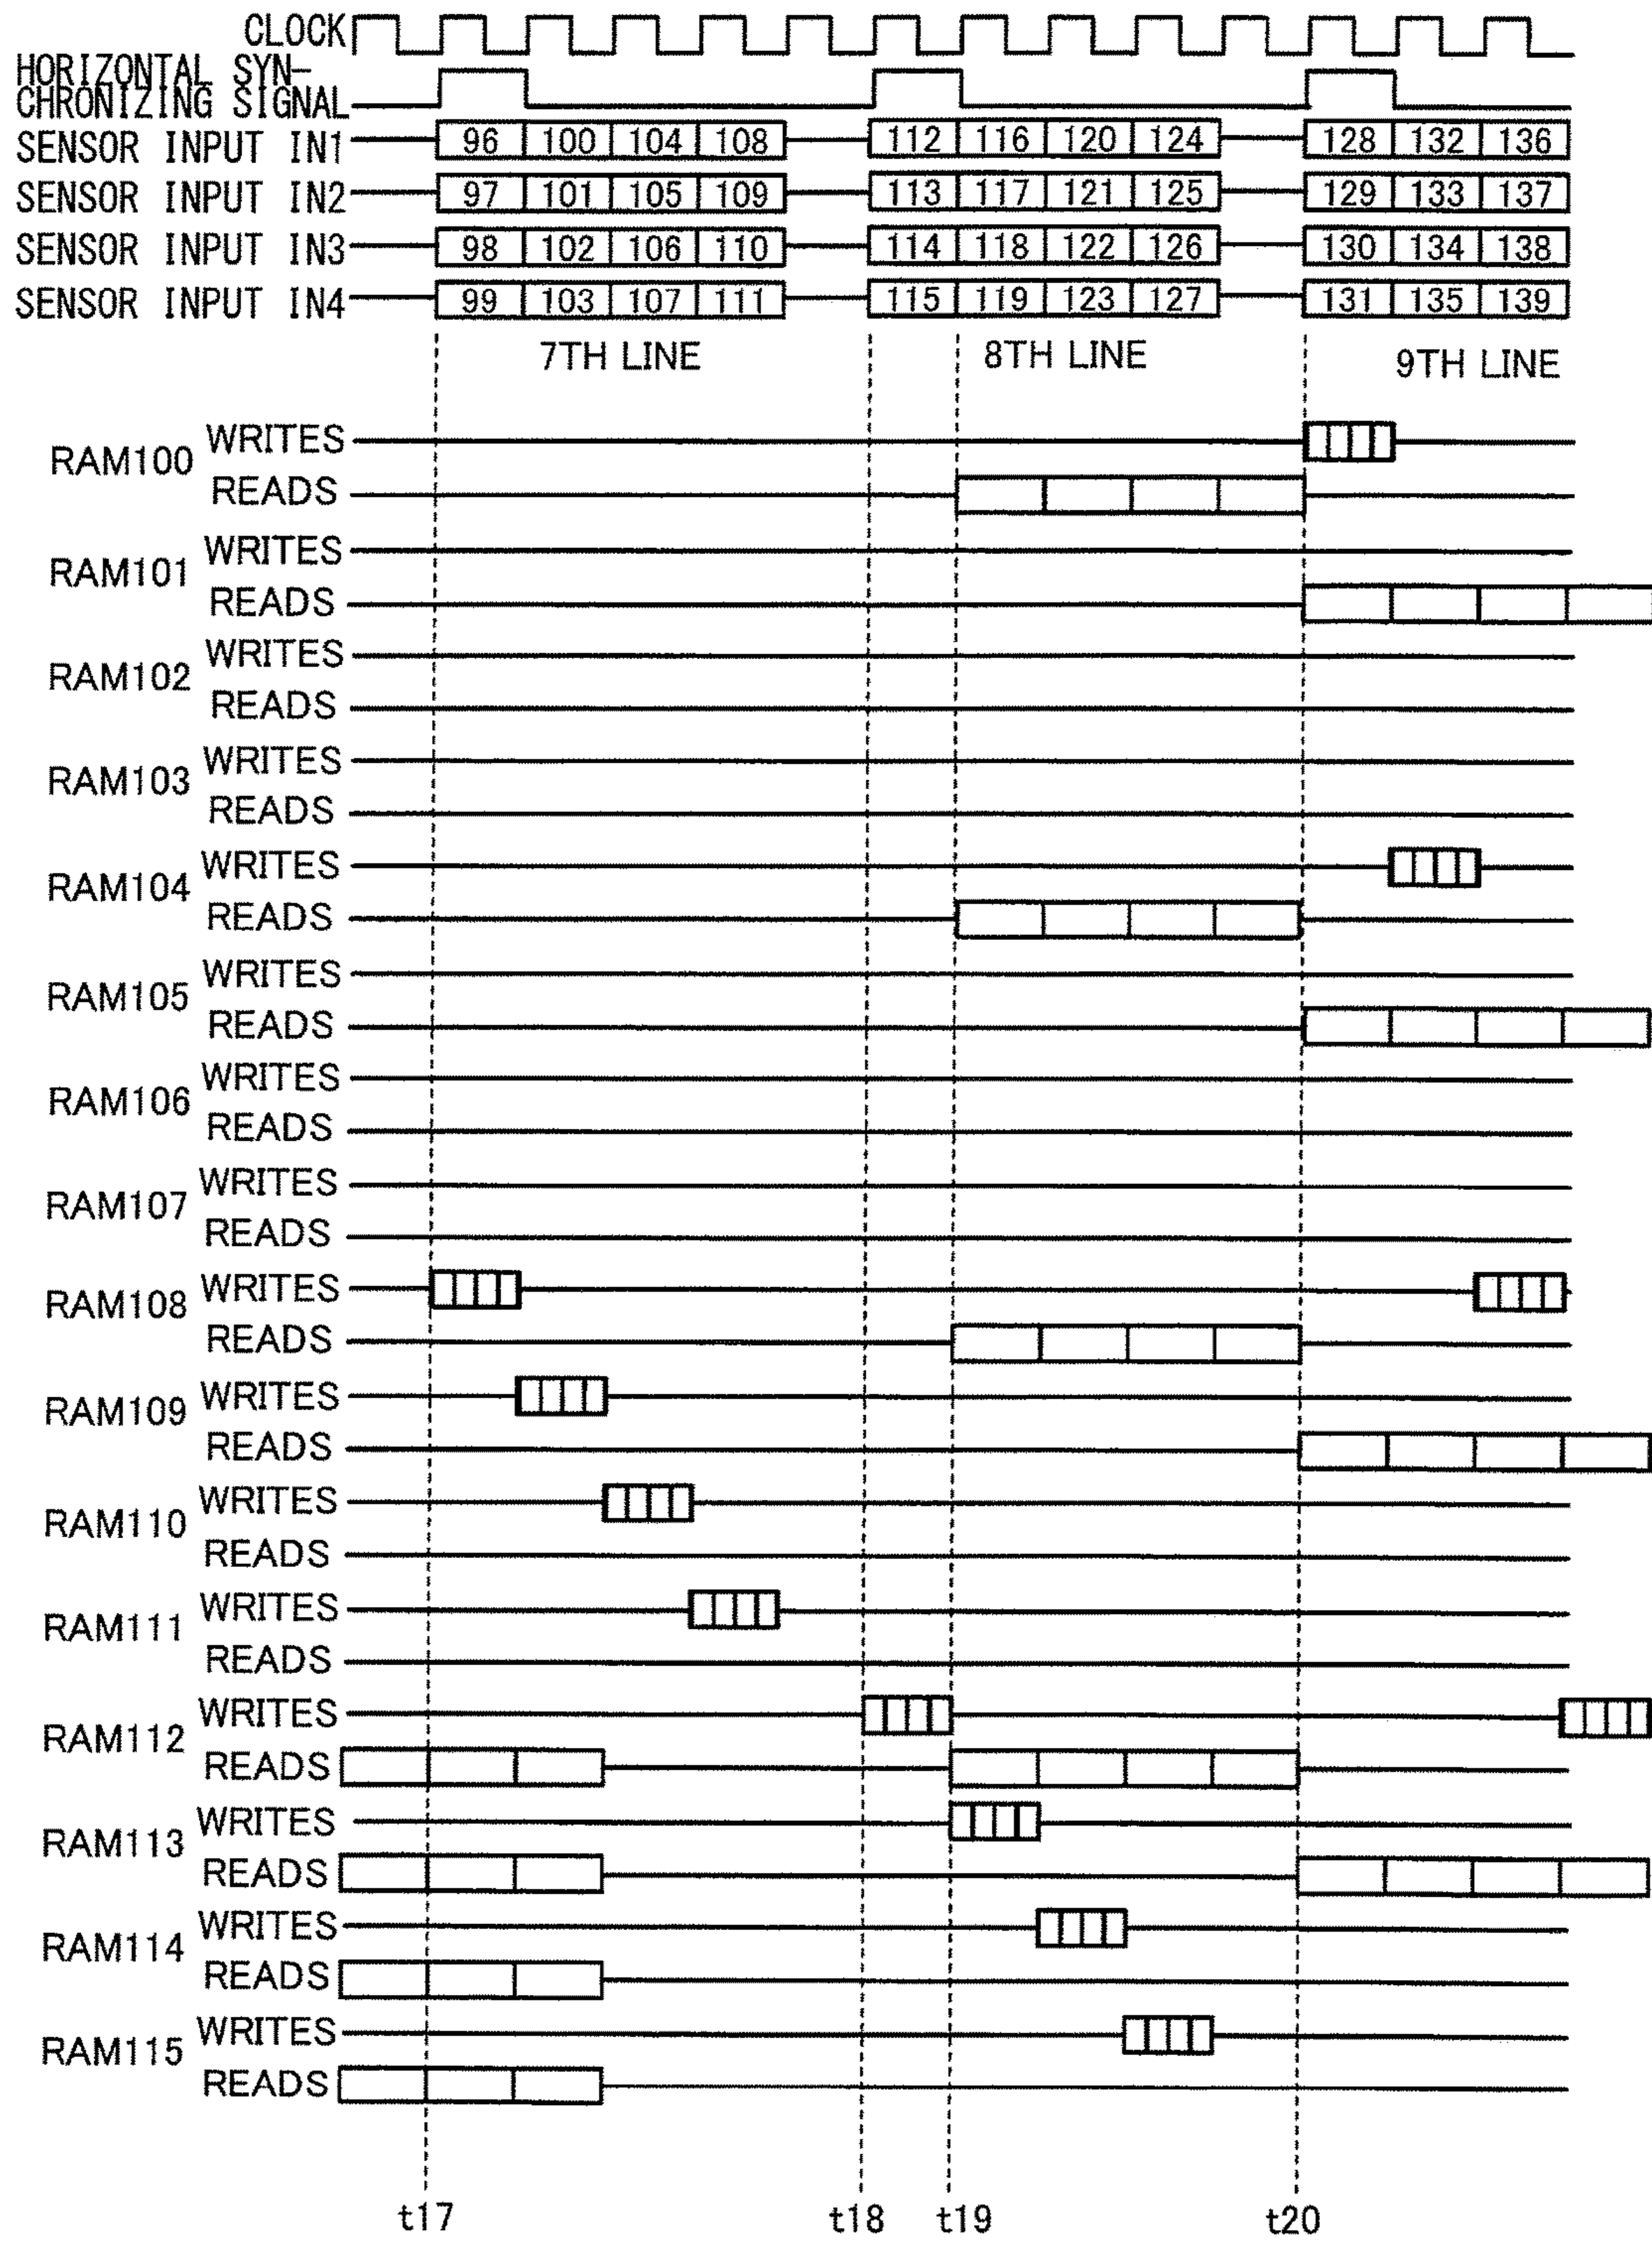 CLOCK
HORIZONTAL SYN-
CHRONIZING SIGNAL
SENSOR INPUT IN1 96 100 104 108 112 116 120 124 128 132 136
SENSOR INPUT IN2 97 101 105 109 113 117 121 125 129 133 137
SENSOR INPUT IN3 98 102 106 110 114 118 122 126 130 134 138
SENSOR INPUT IN4 99 103 107 111 115 119 123 127 131 135 139
7TH LINE 8TH LINE 9TH LINE
RAM100 WRITES
READS
RAM101 WRITES
READS
RAM102 WRITES
READS
RAM103 WRITES
READS
RAM104 WRITES
READS
RAM105 WRITES
READS
RAM106 WRITES
READS
RAM107 WRITES
READS
RAM108 WRITES
READS
RAM109 WRITES
READS
RAM110 WRITES
READS
RAM111 WRITES
READS
RAM112 WRITES
READS
RAM113 WRITES
READS
RAM114 WRITES
READS
RAM115 WRITES
READS
t17 t18 t19 t20